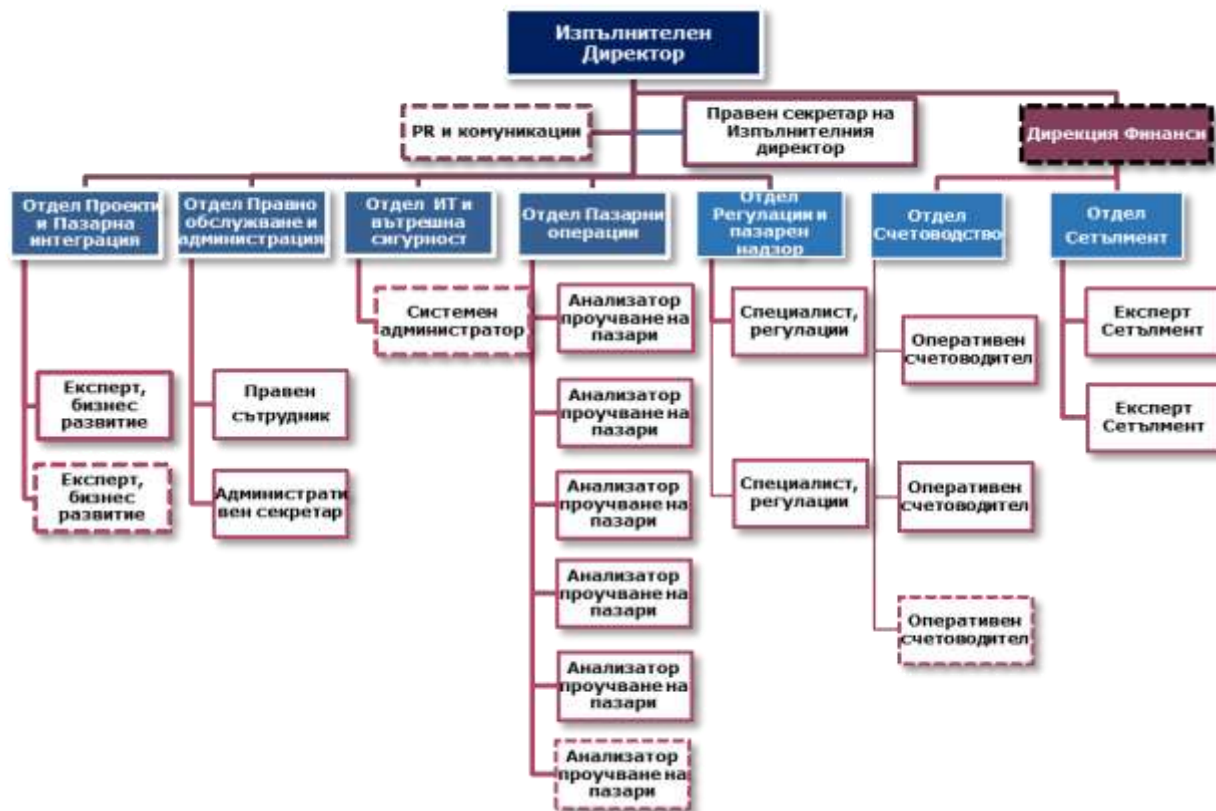 Изпълнителен
Директор
PR и комуникации
Правен секретар на
Изпълнителния
директор
Дирекция Финанси
Отдел Проекти
и Пазарна
интеграция
Отдел Правно
обслужване и
администрация
Отдел ИТ и
вътрешна
сигурност
Отдел Пазарни
операции
Отдел
Регулации и
пазарен
надзор
Отдел
Счетоводство
Отдел
Сетълмент
Експерт,
бизнес
развитие
Експерт,
бизнес
развитие
Правен
сътрудник
Администрати
вен секретар
Системен
администратор
Анализатор
проучване на
пазари
Анализатор
проучване на
пазари
Анализатор
проучване на
пазари
Анализатор
проучване на
пазари
Анализатор
проучване на
пазари
Анализатор
проучване на
пазари
Специалист,
регулации
Специалист,
регулации
Оперативен
счетоводител
Оперативен
счетоводител
Оперативен
счетоводител
Експерт
Сетълмент
Експерт
Сетълмент